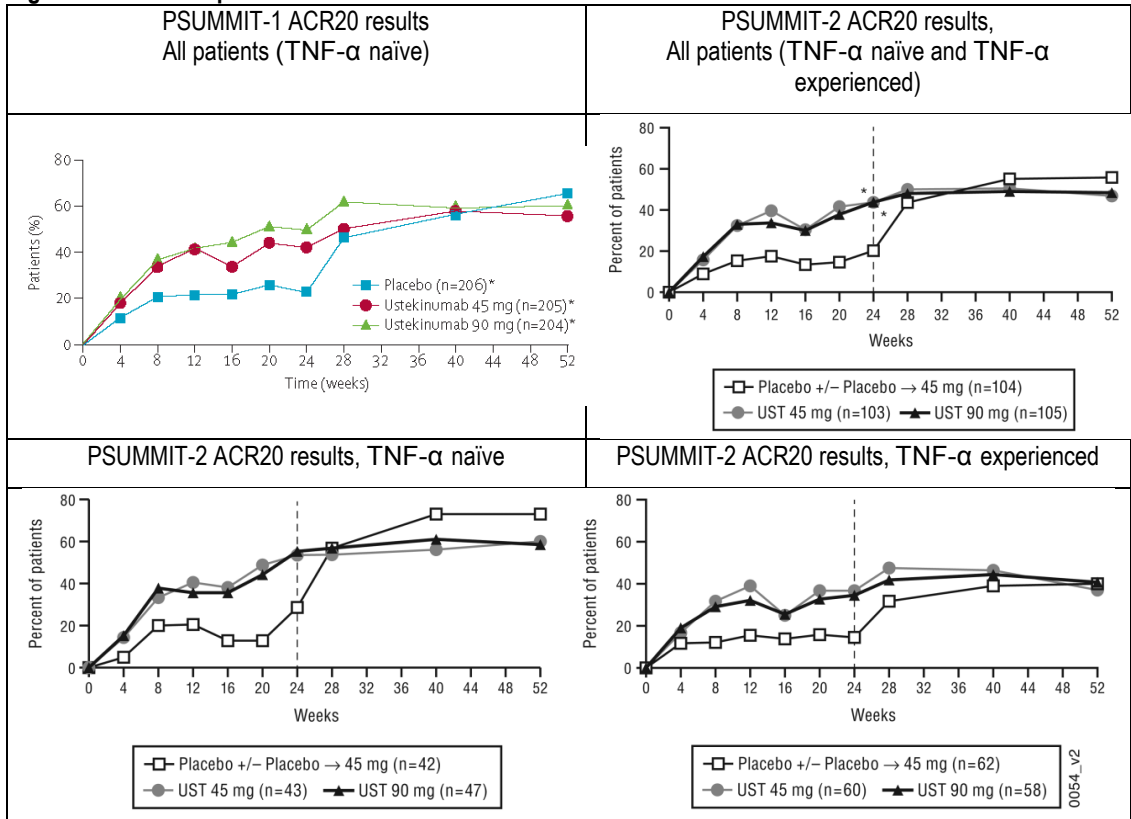 PSUMMIT-1 ACR20 results
All patients (TNF-α naïve)
PSUMMIT-2 ACR20 results,
All patients (TNF-α naïve and TNF-α
experienced)
80
60
40
20
0
Patients (%)
0 4 8 12 16 20 24 28 32 36 40 44 48 52
Time (weeks)
Placebo (n=206)*
Ustekinumab 45 mg (n=205)*
Ustekinumab 90 mg (n=204)*
80
60
40
20
0
Percent of patients
*
*
0 4 8 12 16 20 24 28 32 36 40 44 48 52
Weeks
Placebo +/– Placebo → 45 mg (n=104)
UST 45 mg (n=103) UST 90 mg (n=105)
PSUMMIT-2 ACR20 results, TNF-α naïve
PSUMMIT-2 ACR20 results, TNF-α experienced
80
60
40
20
0
Percent of patients
0 4 8 12 16 20 24 28 32 36 40 44 48 52
Weeks
Placebo +/– Placebo → 45 mg (n=42)
UST 45 mg (n=43) UST 90 mg (n=47)
80
60
40
20
0
Percent of patients
0 4 8 12 16 20 24 28 32 36 40 44 48 52
Weeks
Placebo +/– Placebo → 45 mg (n=62)
UST 45 mg (n=60) UST 90 mg (n=58)
0054_v2